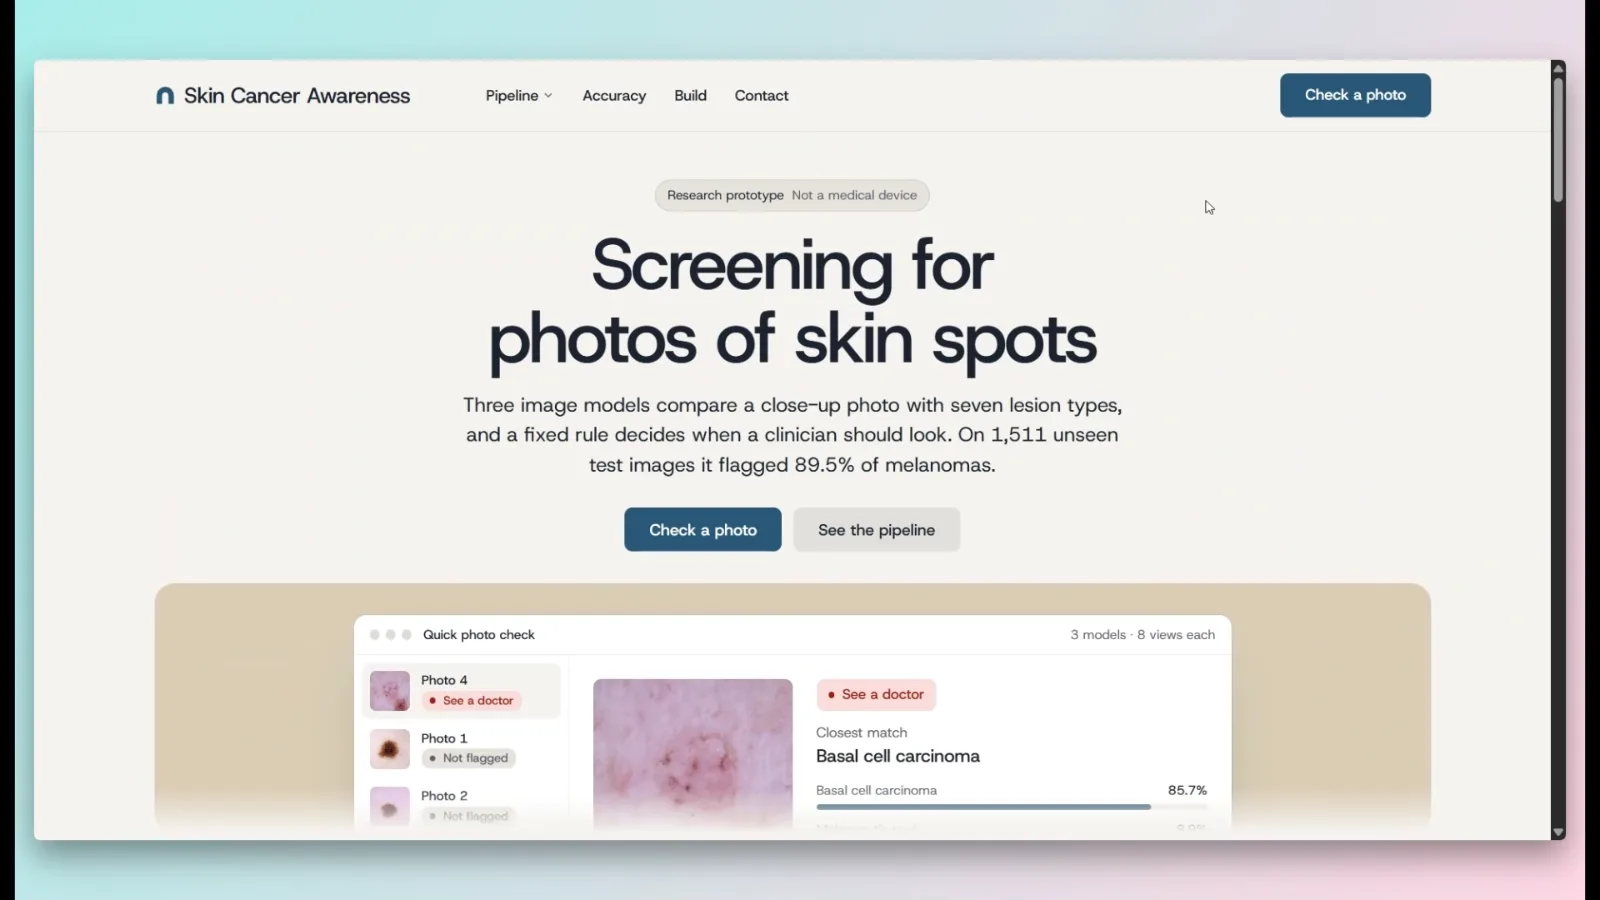 Skin Cancer Awareness
Pipeline
Accuracy
Build
Contact
Check a photo
Research prototype Not a medical device
Screening for
photos of skin spots
Three image models compare a close-up photo with seven lesion types,
and a fixed rule decides when a clinician should look. On 1,511 unseen
test images it flagged 89.5% of melanomas.
Check a photo
See the pipeline
Quick photo check
3 models · 8 views each
Photo 4
See a doctor
Photo 1
Not flagged
Photo 2
Not flagged
See a doctor
Closest match
Basal cell carcinoma
Basal cell carcinoma 85.7%